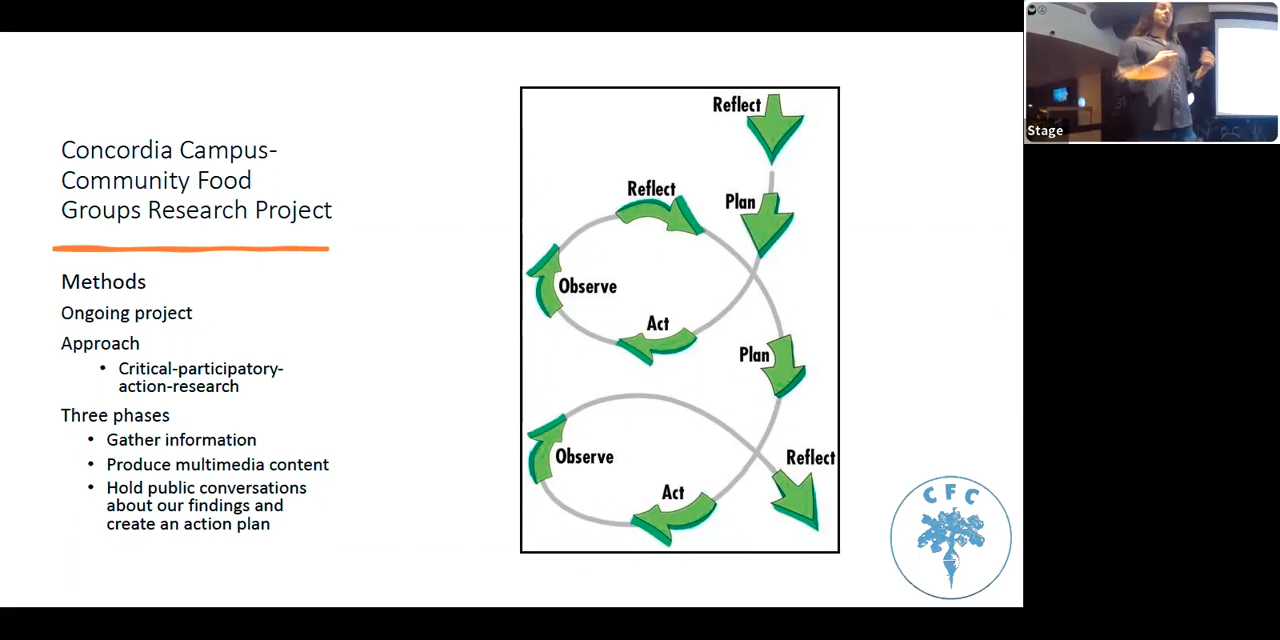 Concordia Campus-
Community Food
Groups Research Project
Methods
Ongoing project
Approach
• Critical-participatory-
action-research
Three phases
• Gather information
• Produce multimedia content
• Hold public conversations
about our findings and
create an action plan
Reflect
Plan
Reflect
Observe
Act
Plan
Observe
Act
Reflect
CFC
Stage